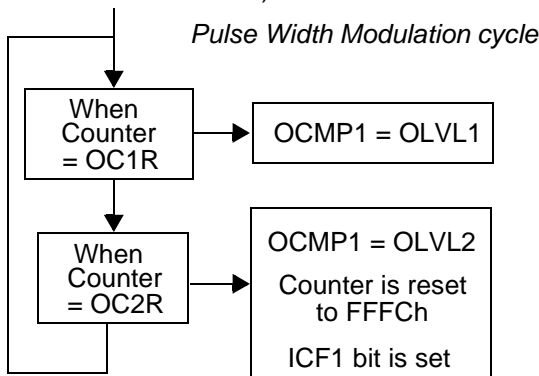 Pulse Width Modulation cycle
When
Counter
= OC1R
OCMP1 = OLVL1
When
Counter
= OC2R
OCMP1 = OLVL2
Counter is reset
to FFFCh
ICF1 bit is set